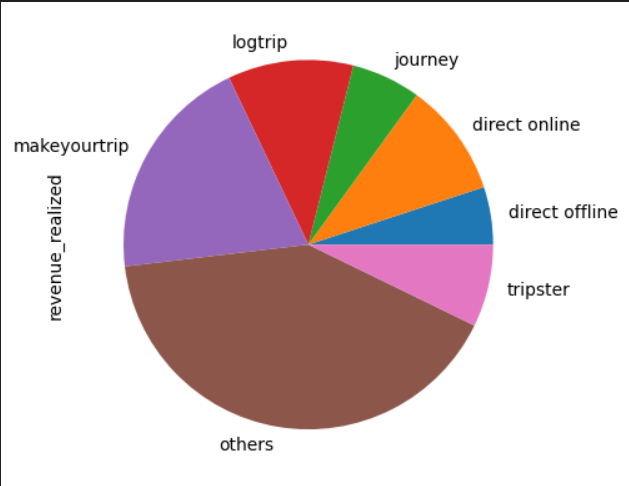 logtrip
journey
makeyourtrip
direct online
direct offline
revenue_realized
tripster
others